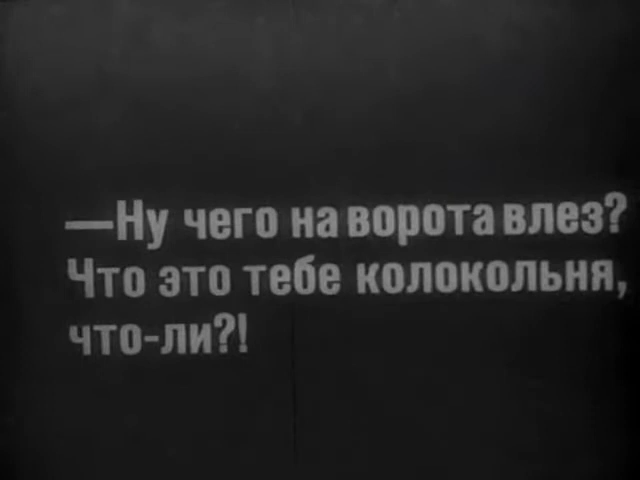 —Ну чего на ворота влез?
Что это тебе колокольня,
что-ли?!